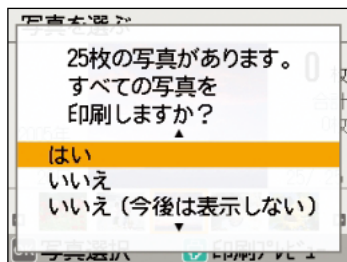 写真を選ぶ
25枚の写真があります。
すべての写真を
印刷しますか？
はい
いいえ
いいえ（今後は表示しない）
写真選択
印刷プレビュー